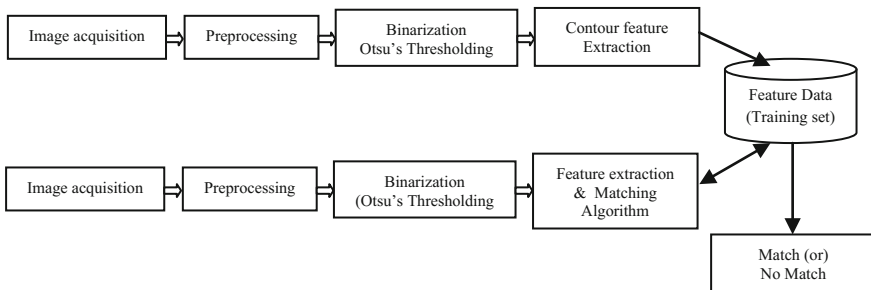 Image acquisition
Preprocessing
Binarization
Otsu's Thresholding
Contour feature
Extraction
Feature Data
(Training set)
Image acquisition
Preprocessing
Binarization
(Otsu's Thresholding
Feature extraction
& Matching
Algorithm
Match (or)
No Match